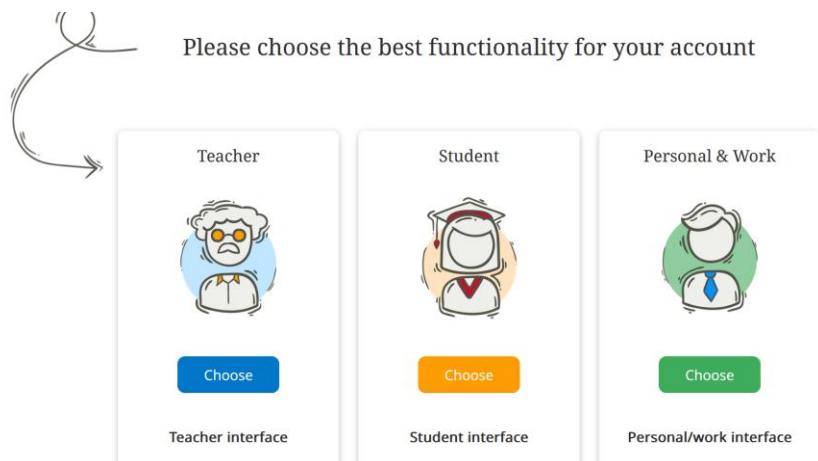 Please choose the best functionality for your account
Teacher
Student
Personal & Work
Choose
Choose
Choose
Teacher interface
Student interface
Personal/work interface